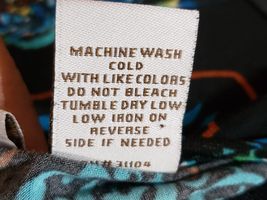 MACHINE WASH
COLD
WITH LIKE COLORS
DO NOT BLEACH
TUMBLE DRY LOW
LOW IRON ON
REVERSE
SIDE IF NEEDED
# 31104